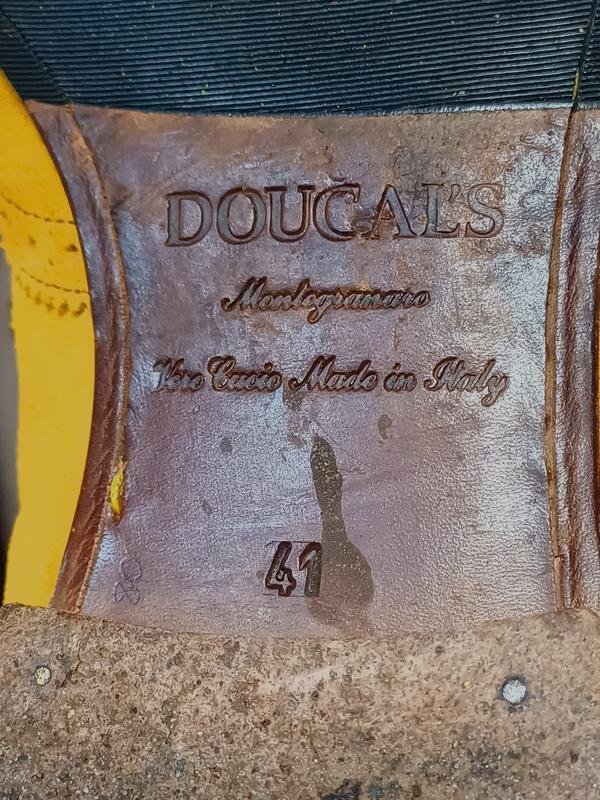 DOUCAL'S
Montegranaro
Vero Cuoio Made in Italy
41